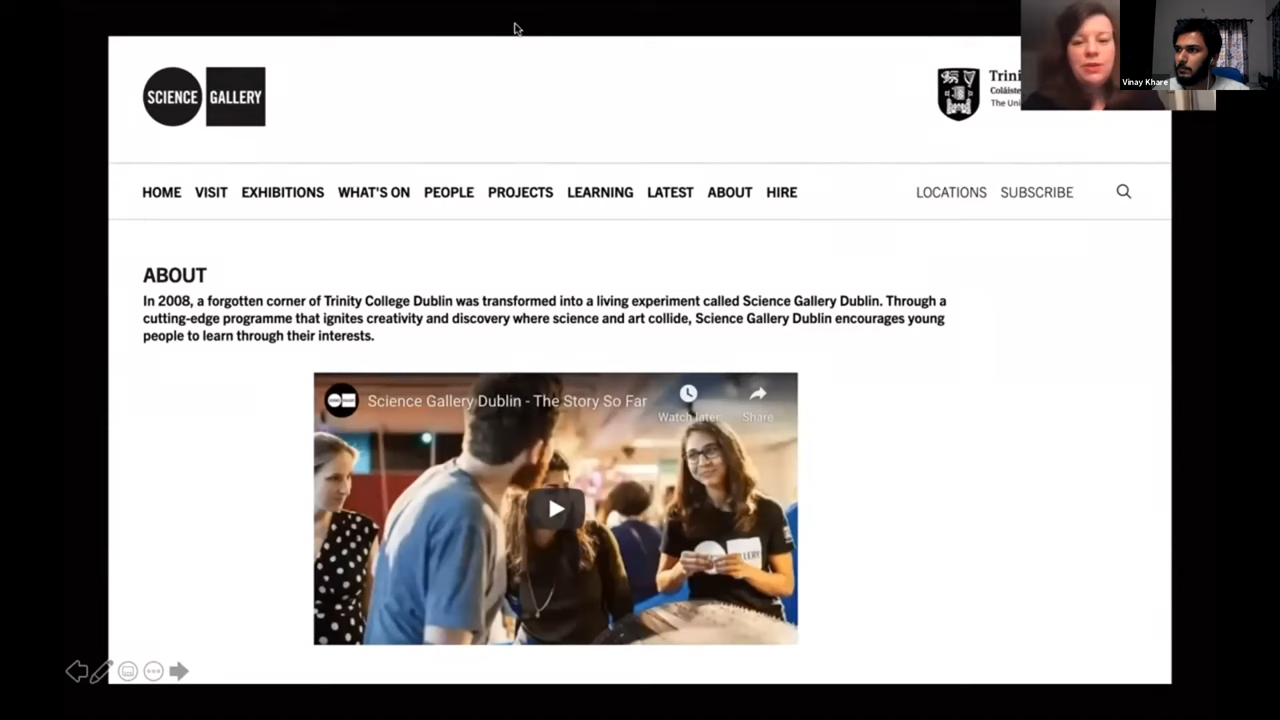 SCIENCE GALLERY
Coláiste
The
Vinay Khare
HOME VISIT EXHIBITIONS WHAT'S ON PEOPLE PROJECTS LEARNING LATEST ABOUT HIRE LOCATIONS SUBSCRIBE
ABOUT
In 2008, a forgotten corner of Trinity College Dublin was transformed into a living experiment called Science Gallery Dublin. Through a
cutting-edge programme that ignites creativity and discovery where science and art collide, Science Gallery Dublin encourages young
people to learn through their interests.
Science Gallery Dublin - The Story So Far
Watch later Share